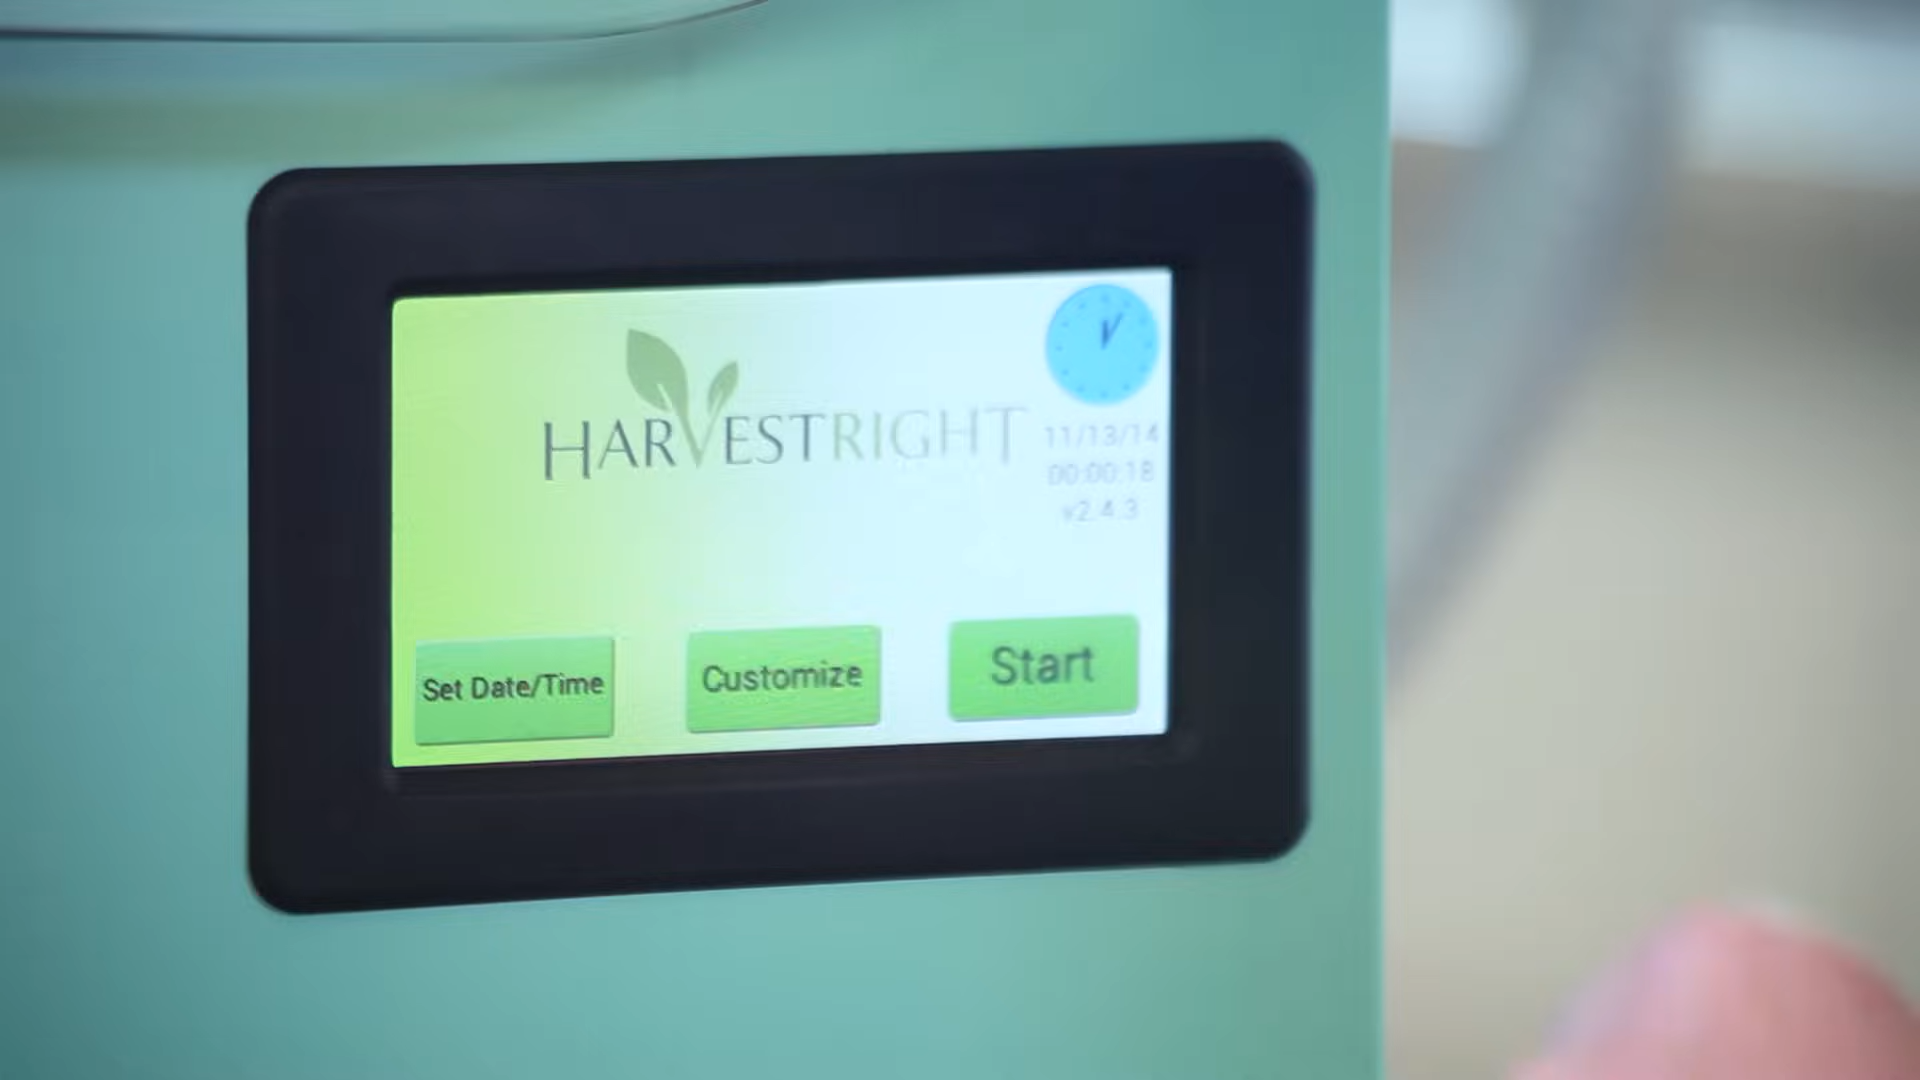 HARVESTRIGHT
11/13/14
00:00:18
v2.4.3
Set Date/Time
Customize
Start